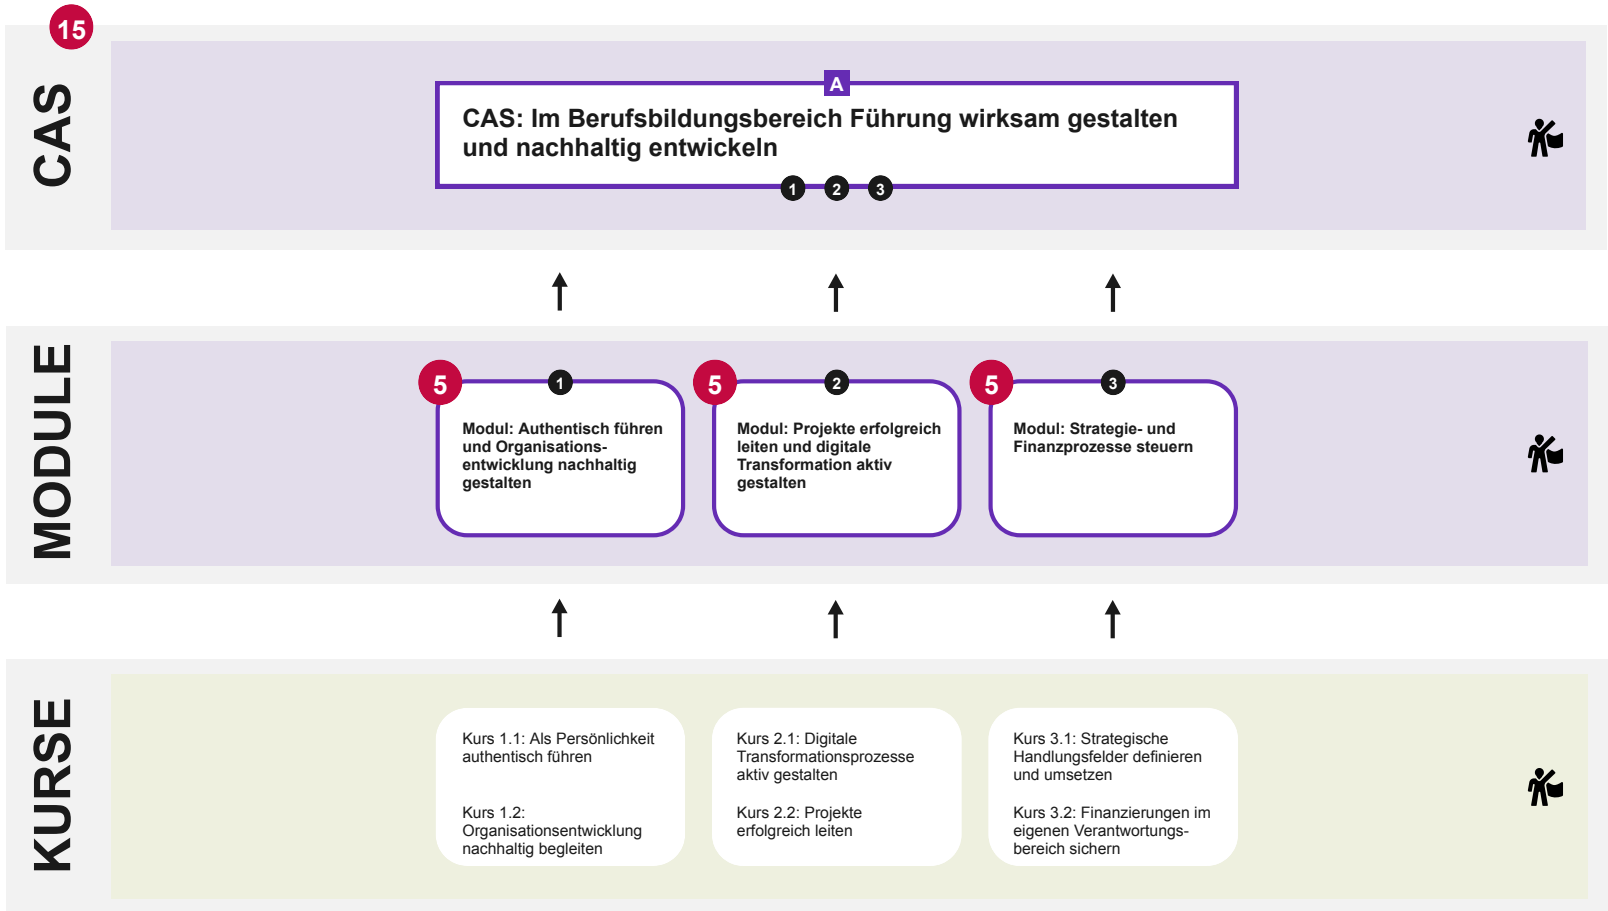 15
CAS
A
CAS: Im Berufsbildungsbereich Führung wirksam gestalten
und nachhaltig entwickeln
1 2 3
MODULE
5
1
Modul: Authentisch führen
und Organisations-
entwicklung nachhaltig
gestalten
5
2
Modul: Projekte erfolgreich
leiten und digitale
Transformation aktiv
gestalten
5
3
Modul: Strategie- und
Finanzprozesse steuern
KURSE
Kurs 1.1: Als Persönlichkeit
authentisch führen
Kurs 1.2:
Organisationsentwicklung
nachhaltig begleiten
Kurs 2.1: Digitale
Transformationsprozesse
aktiv gestalten
Kurs 2.2: Projekte
erfolgreich leiten
Kurs 3.1: Strategische
Handlungsfelder definieren
und umsetzen
Kurs 3.2: Finanzierungen im
eigenen Verantwortungs-
bereich sichern